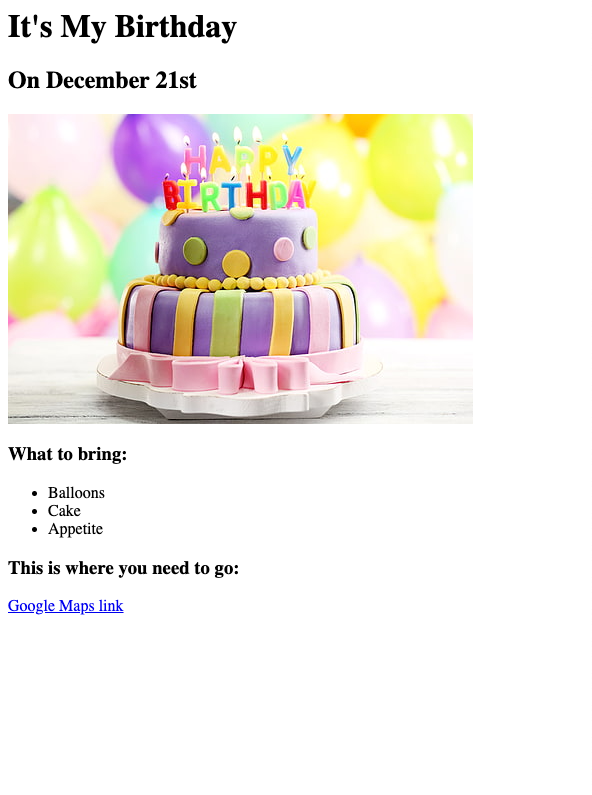 It's My Birthday
On December 21st
HAPPY
BIRTHDAY
What to bring:
Balloons
Cake
Appetite
This is where you need to go:
Google Maps link